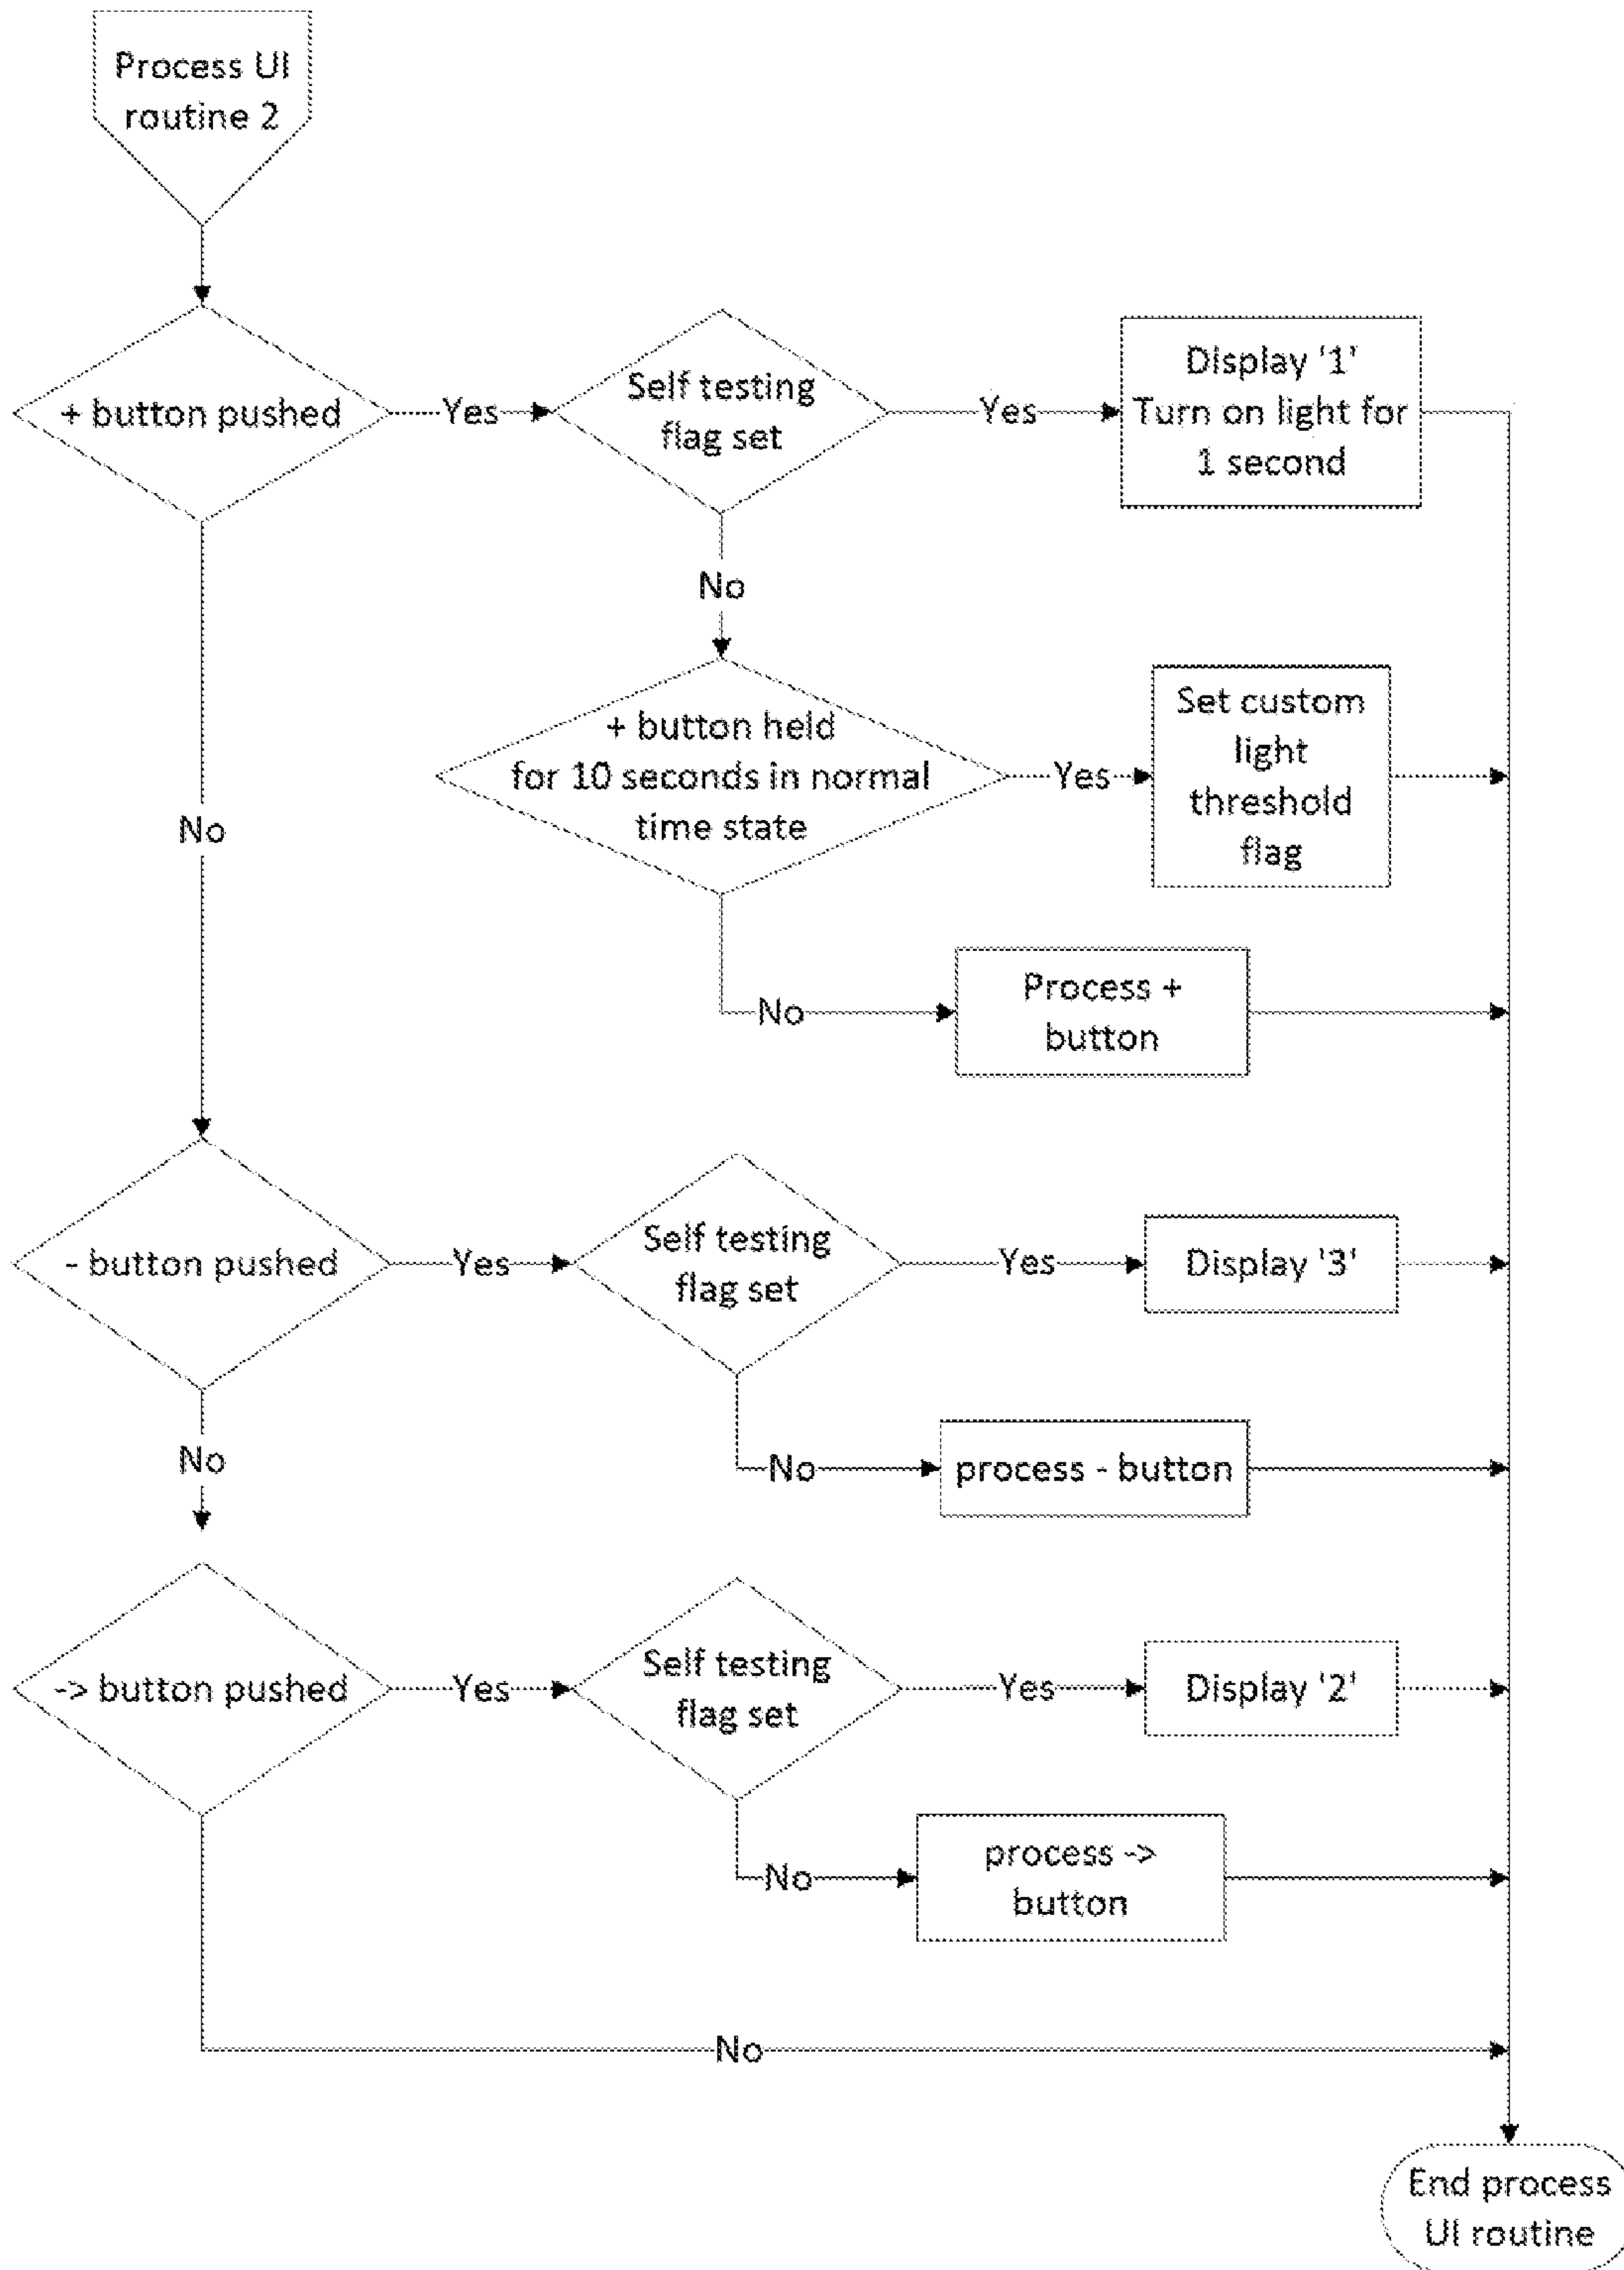 Process UI
routine 2
+ button pushed
Yes
Self testing
flag set
Yes
Display '1'
Turn on light for
1 second
No
+ button held
for 10 seconds in normal
time state
Yes
Set custom
light
threshold
flag
No
No
Process +
button
- button pushed
Yes
Self testing
flag set
Yes
Display '3'
No
No
process - button
-> button pushed
Yes
Self testing
flag set
Yes
Display '2'
No
process ->
button
No
End process
UI routine